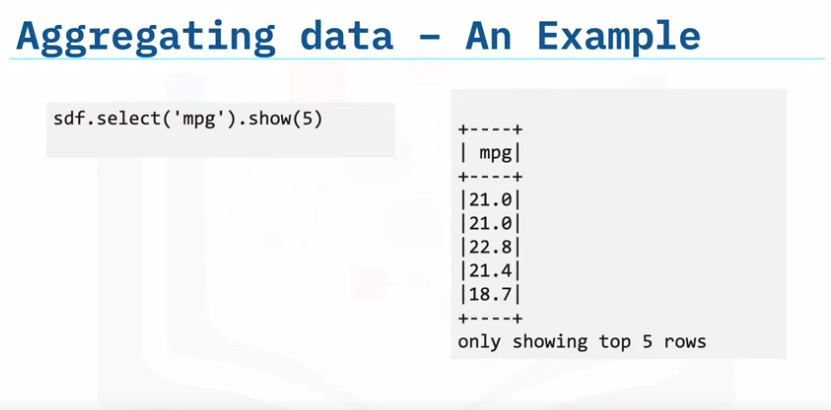 Aggregating data – An Example
sdf.select('mpg').show(5)
+----+
| mpg|
+----+
|21.0|
|21.0|
|22.8|
|21.4|
|18.7|
+----+
only showing top 5 rows